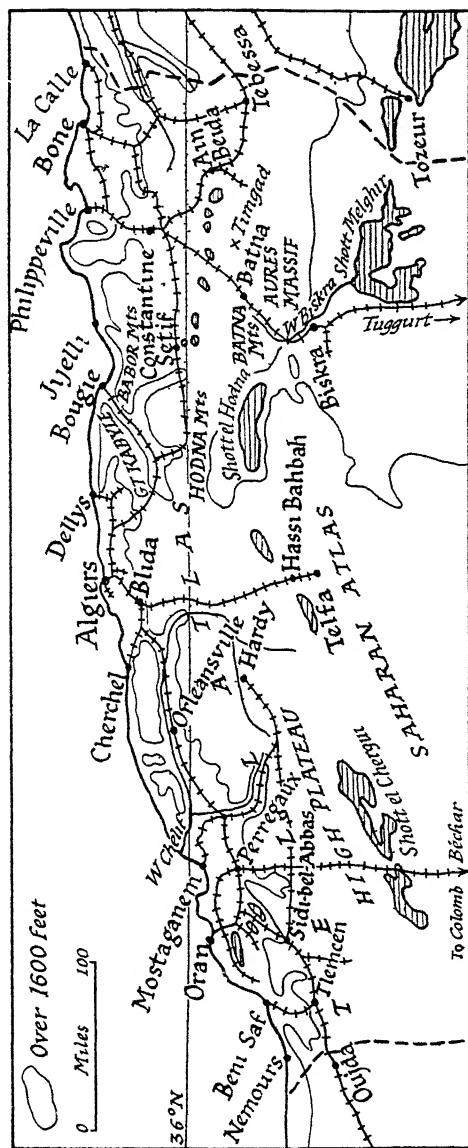 Over 1600 Feet
0 Miles 100
36°N
La Calle
Bone
Philippeville
Jijelli
Bougie
Dellys
Algiers
Blida
Cherchel
Orleansville
W Chelif
Mostaganem
Perregaux
Oran
Sidi-bel-Abbas
Beni Saf
Nemours
Tlemcen
Oujda
Hardy
BABOR Mts
Constantine
Setif
Ain
Beida
Tebessa
Timgad
Batna
AURES
MASSIF
BATNA
Mts
HODNA Mts
Shott el Hodna
W Biskra
Shott Melghir
Biskra
Tuggurt →
Tozeur
Hassi Bahbah
Telfa
TELL ATLAS
SAHARAN ATLAS
HIGH PLATEAU
Shott el Chergui
To Colomb Béchar →